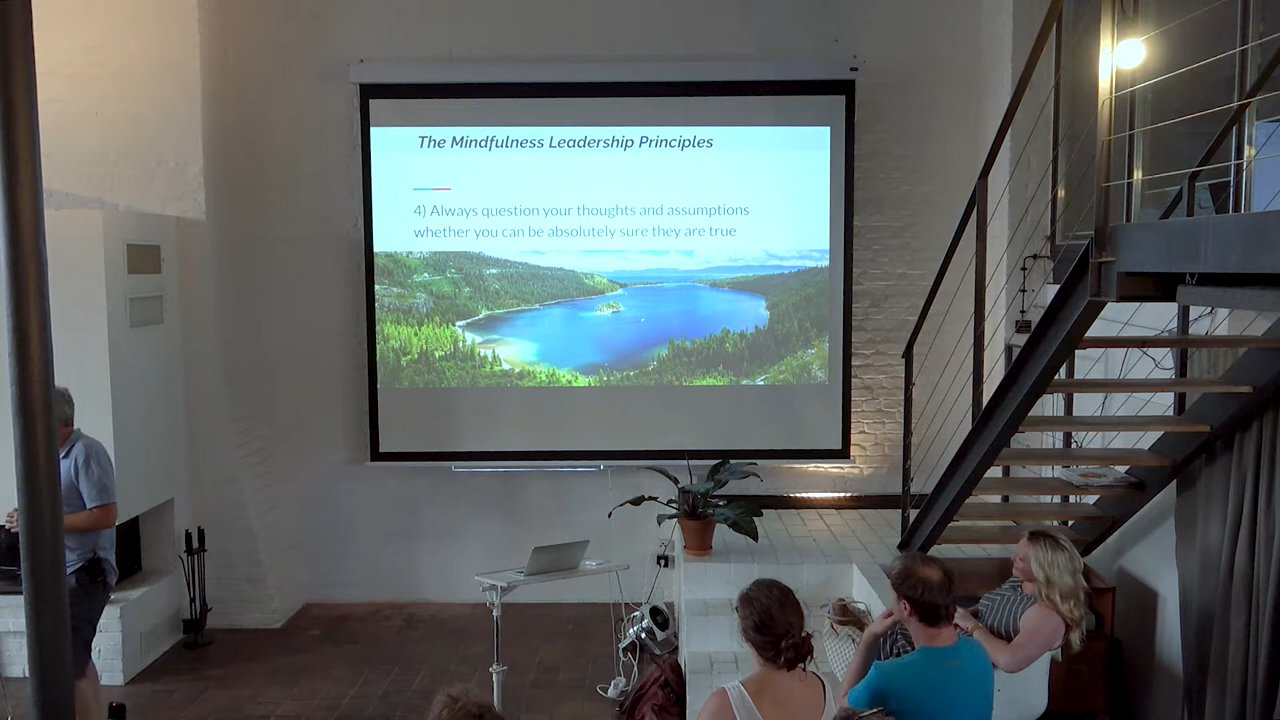 The Mindfulness Leadership Principles
4) Always question your thoughts and assumptions
whether you can be absolutely sure they are true